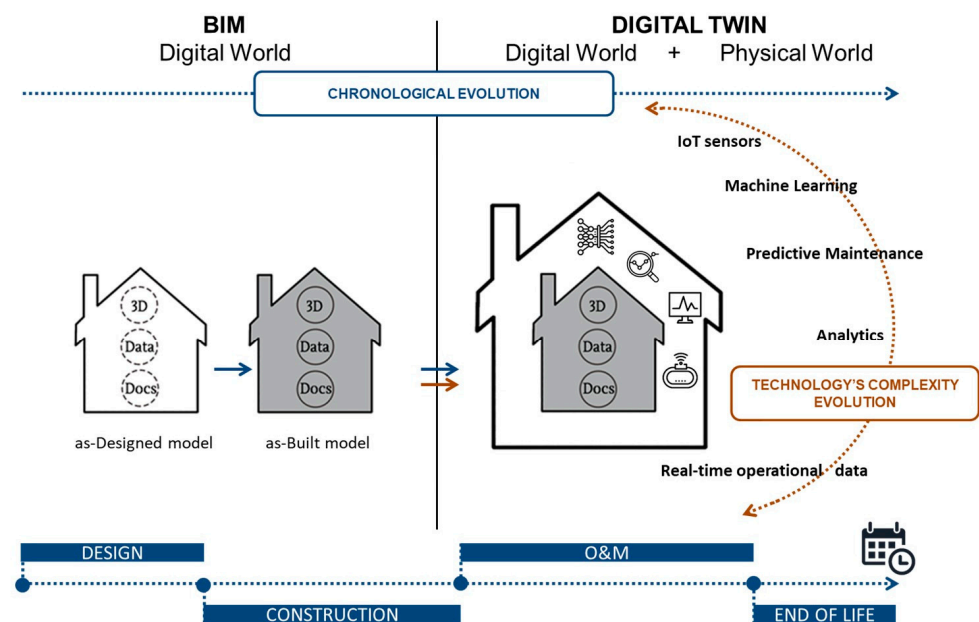 BIM
Digital World
DIGITAL TWIN
Digital World + Physical World
CHRONOLOGICAL EVOLUTION
IoT sensors
Machine Learning
Predictive Maintenance
Analytics
TECHNOLOGY'S COMPLEXITY
EVOLUTION
Real-time operational data
3D
Data
Docs
as-Designed model
3D
Data
Docs
as-Built model
3D
Data
Docs
DESIGN
CONSTRUCTION
O&M
END OF LIFE